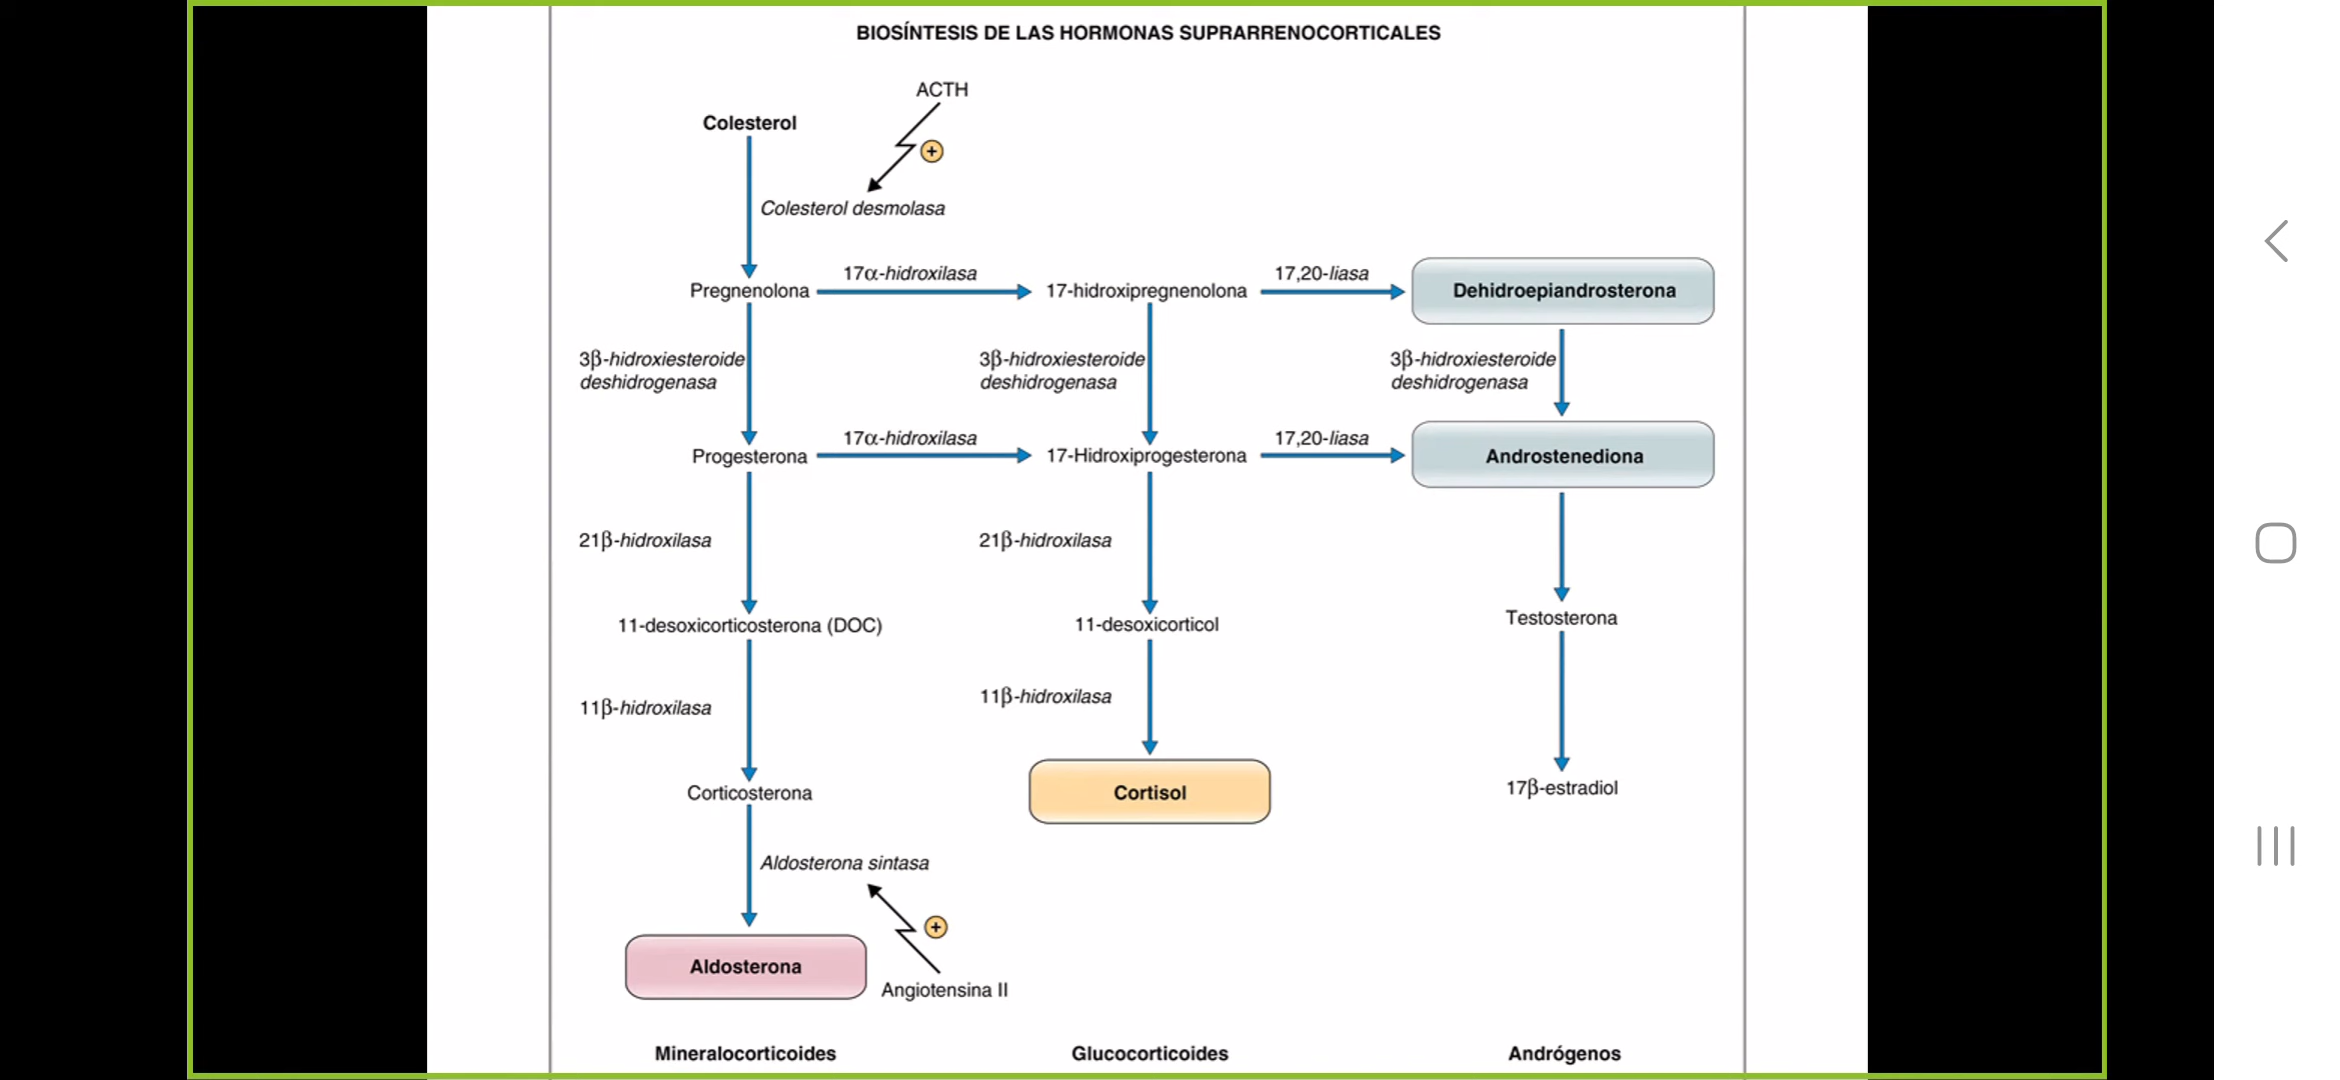 BIOSÍNTESIS DE LAS HORMONAS SUPRARRENOCORTICALES
ACTH
Colesterol
+
Colesterol desmolasa
17α-hidroxilasa
17,20-liasa
Pregnenolona
17-hidroxipregnenolona
Dehidroepiandrosterona
3β-hidroxiesteroide
deshidrogenasa
3β-hidroxiesteroide
deshidrogenasa
3β-hidroxiesteroide
deshidrogenasa
17α-hidroxilasa
17,20-liasa
Progesterona
17-Hidroxiprogesterona
Androstenediona
21β-hidroxilasa
21β-hidroxilasa
11-desoxicorticosterona (DOC)
11-desoxicorticol
Testosterona
11β-hidroxilasa
11β-hidroxilasa
Corticosterona
Cortisol
17β-estradiol
Aldosterona sintasa
+
Aldosterona
Angiotensina II
Mineralocorticoides
Glucocorticoides
Andrógenos